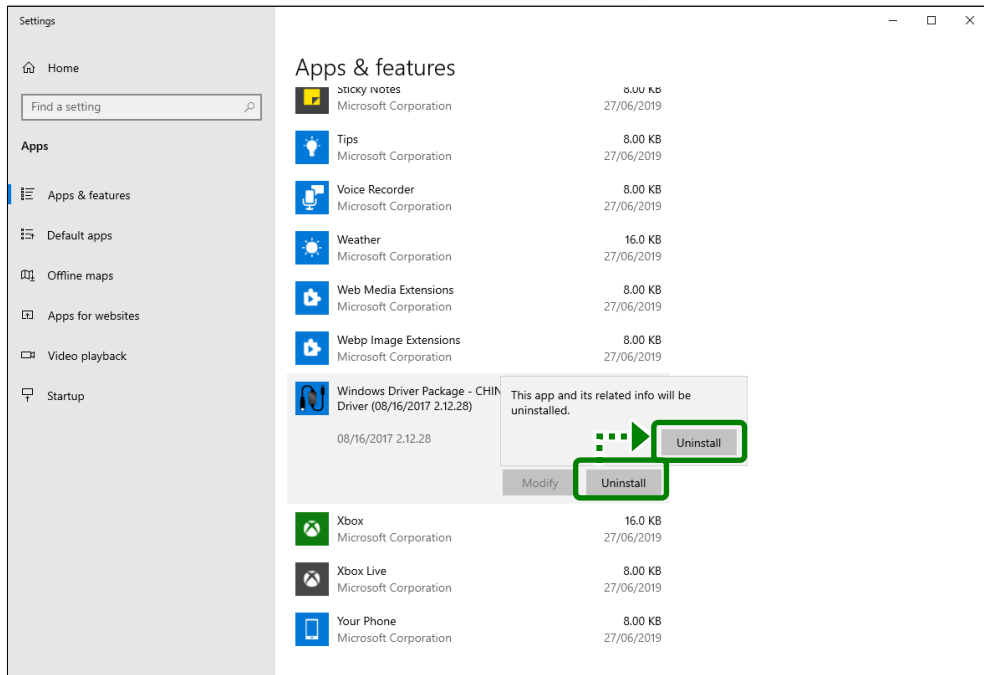 Settings
Home
Find a setting
Apps
Apps & features
Default apps
Offline maps
Apps for websites
Video playback
Startup
Apps & features
Sticky Notes 8.00 KB
Microsoft Corporation 27/06/2019
Tips 8.00 KB
Microsoft Corporation 27/06/2019
Voice Recorder 8.00 KB
Microsoft Corporation 27/06/2019
Weather 16.0 KB
Microsoft Corporation 27/06/2019
Web Media Extensions 8.00 KB
Microsoft Corporation 27/06/2019
Webp Image Extensions 8.00 KB
Microsoft Corporation 27/06/2019
Windows Driver Package - CHIN
Driver (08/16/2017 2.12.28)
08/16/2017 2.12.28
This app and its related info will be
uninstalled.
Uninstall
Modify Uninstall
Xbox 16.0 KB
Microsoft Corporation 27/06/2019
Xbox Live 8.00 KB
Microsoft Corporation 27/06/2019
Your Phone 8.00 KB
Microsoft Corporation 27/06/2019